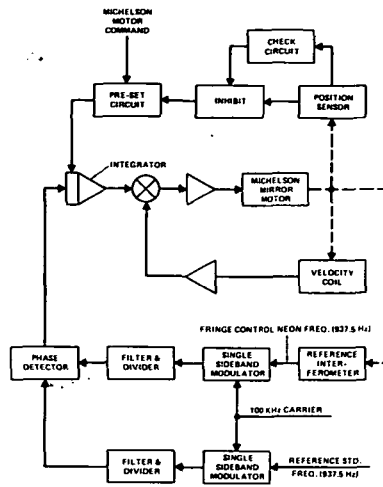 MICHELSON
MOTOR
COMMAND
CHECK
CIRCUIT
PRE-SET
CIRCUIT
INHIBIT
POSITION
SENSOR
INTEGRATOR
MICHELSON
MIRROR
MOTOR
VELOCITY
COIL
FRINGE CONTROL NEON FREQ. (937.5 Hz)
PHASE
DETECTOR
FILTER &
DIVIDER
SINGLE
SIDEBAND
MODULATOR
REFERENCE
INTER-
FEROMETER
100 KHz CARRIER
FILTER &
DIVIDER
SINGLE
SIDEBAND
MODULATOR
REFERENCE STD.
FREQ. (937.5 Hz)